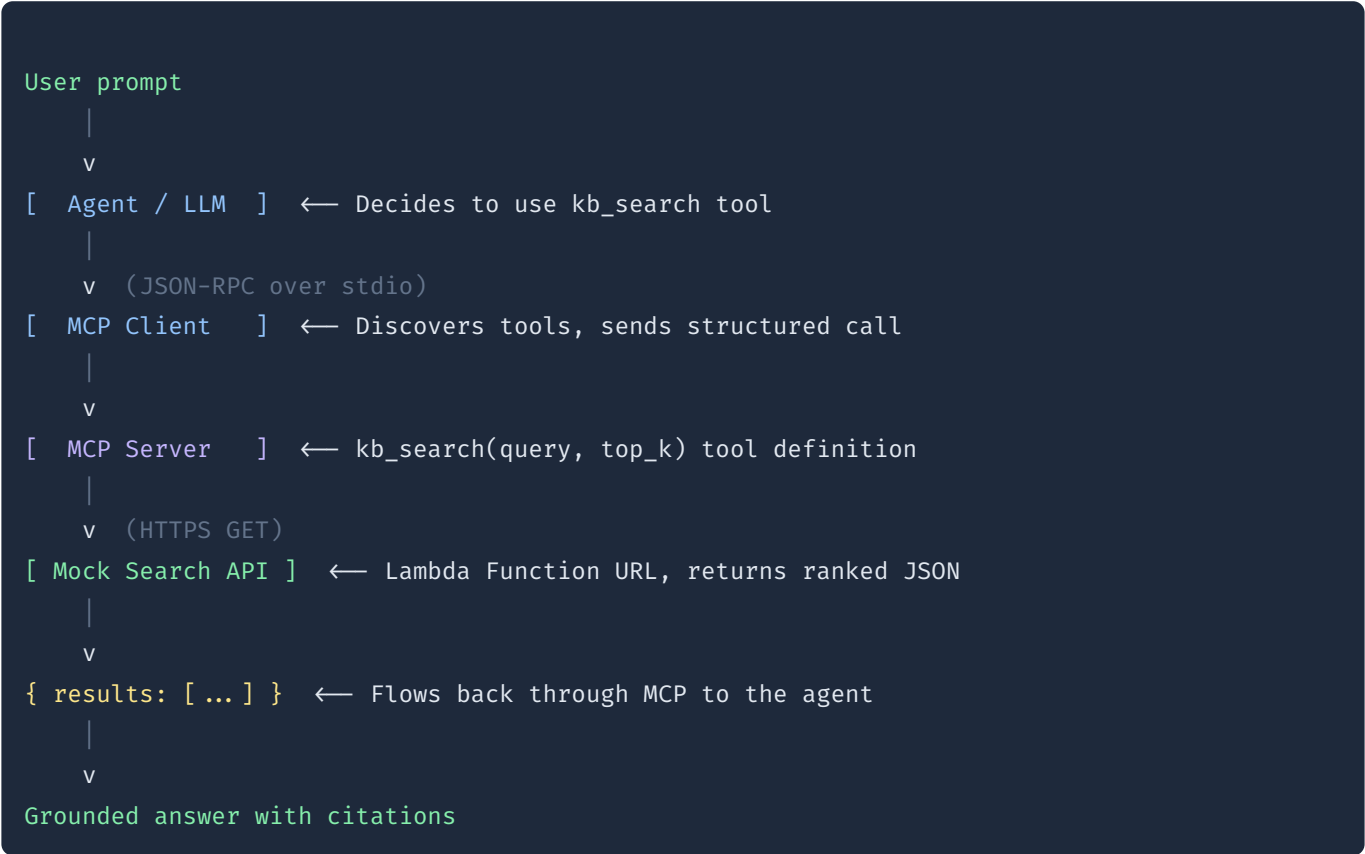 User prompt
│
v
[  Agent / LLM  ]  <── Decides to use kb_search tool
│
v  (JSON-RPC over stdio)
[  MCP Client   ]  <── Discovers tools, sends structured call
│
v
[  MCP Server   ]  <── kb_search(query, top_k) tool definition
│
v  (HTTPS GET)
[ Mock Search API ]  <── Lambda Function URL, returns ranked JSON
│
v
{ results: [...] }  <── Flows back through MCP to the agent
│
v
Grounded answer with citations